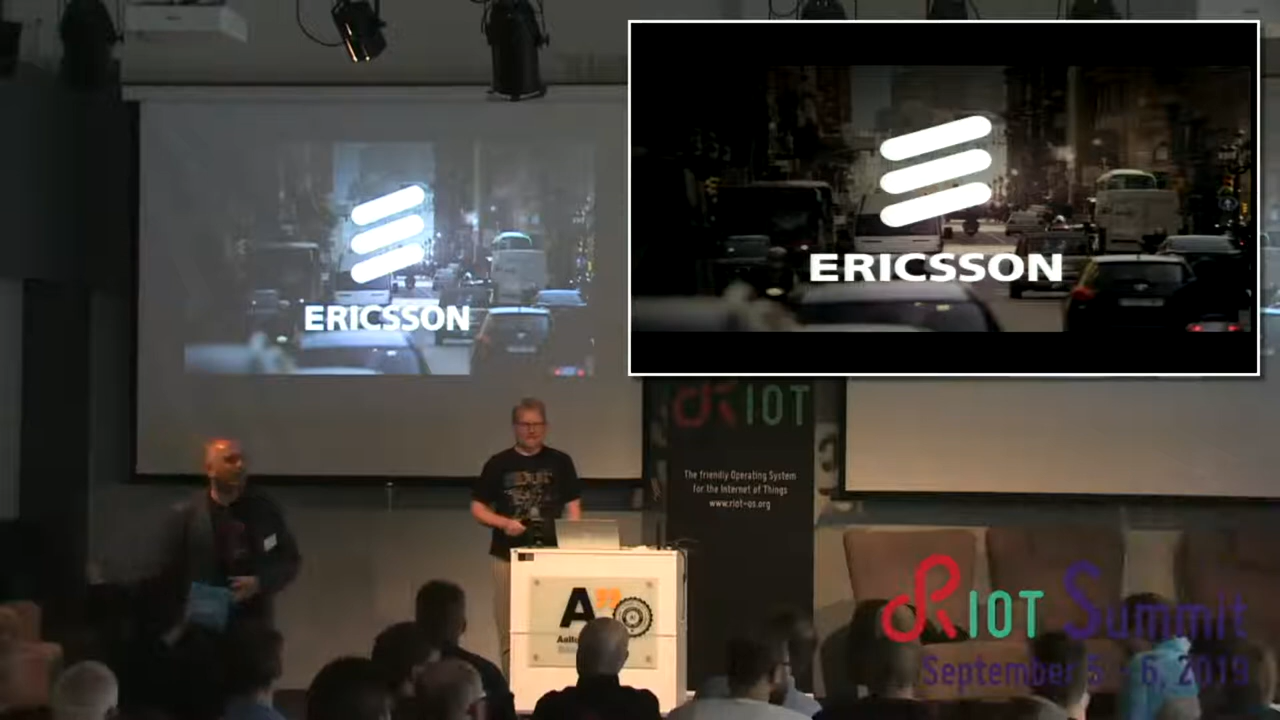 ERICSSON
ERICSSON
RIOT
The friendly Operating System
for the Internet of Things
www.riot-os.org
A"
RIOT Summit
September 5 - 6, 2019